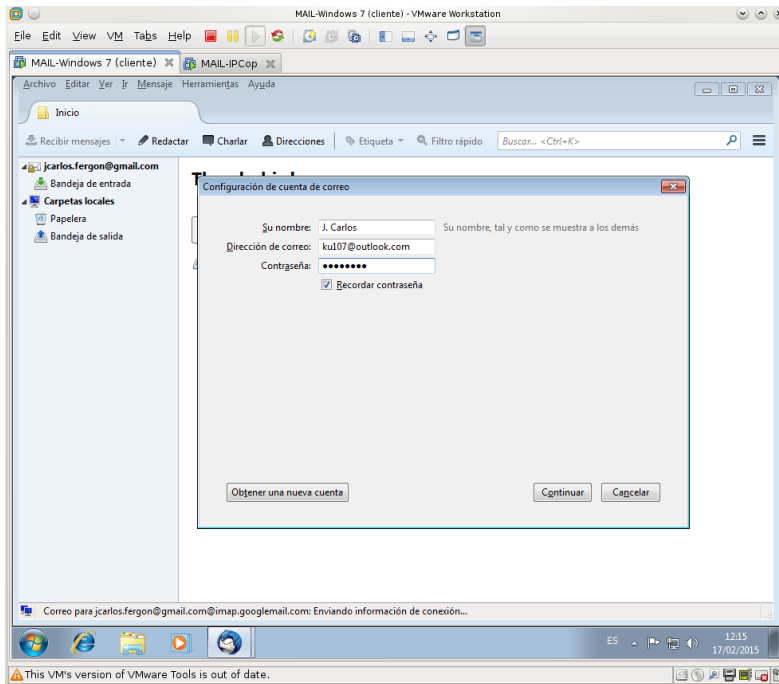 MAIL-Windows 7 (cliente) - VMware Workstation
File Edit View VM Tabs Help
MAIL-Windows 7 (cliente) MAIL-IPCop
Archivo Editar Ver Ir Mensaje Herramientas Ayuda
Inicio
Recibir mensajes Redactar Charlar Direcciones Etiqueta Filtro rápido Buscar... <Ctrl+K>
jcarlos.fergon@gmail.com
Bandeja de entrada
Carpetas locales
Papelera
Bandeja de salida
Configuración de cuenta de correo
Su nombre: J. Carlos Su nombre, tal y como se muestra a los demás
Dirección de correo: ku107@outlook.com
Contraseña: ●●●●●●●●
Recordar contraseña
Obtener una nueva cuenta Continuar Cancelar
Correo para jcarlos.fergon@gmail.com@imap.googlemail.com: Enviando información de conexión...
ES 12:15
17/02/2015
This VM's version of VMware Tools is out of date.